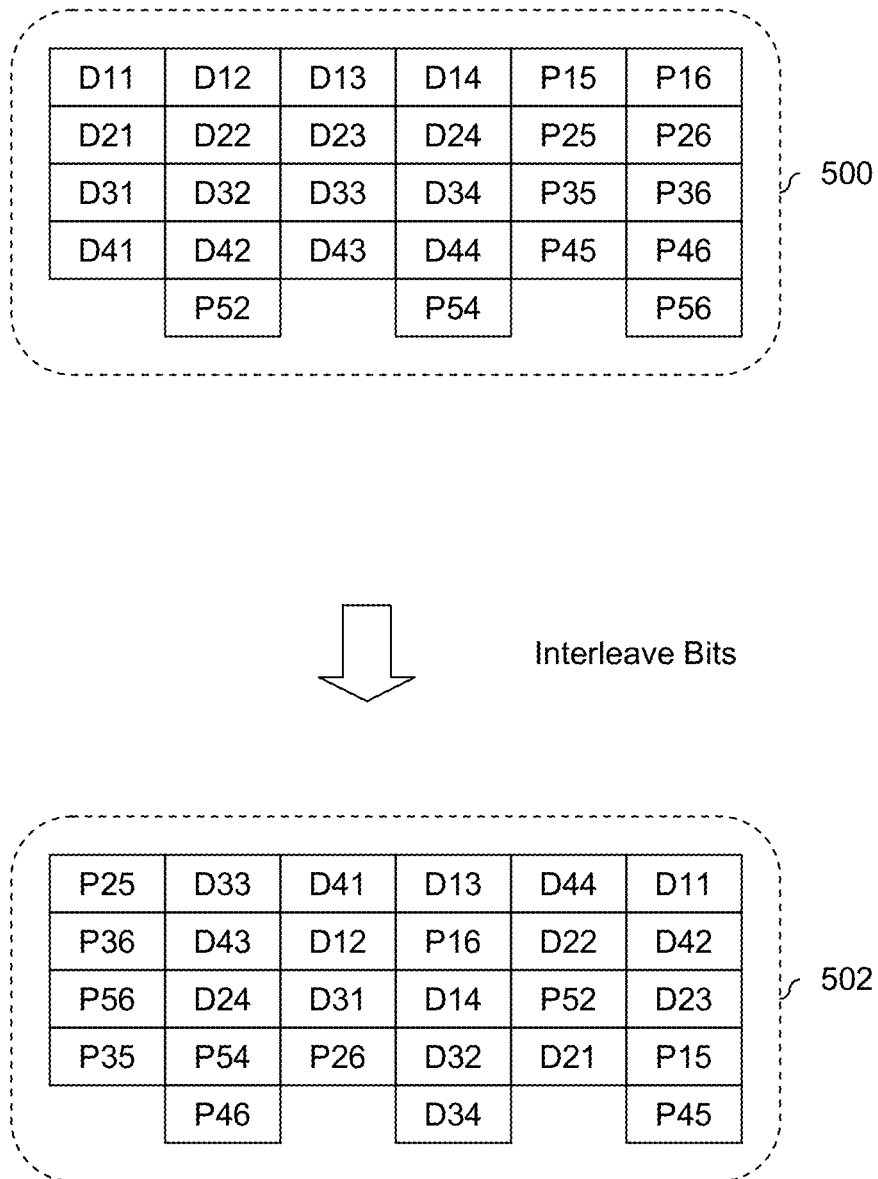 D11 D12 D13 D14 P15 P16
D21 D22 D23 D24 P25 P26
D31 D32 D33 D34 P35 P36
500
D41 D42 D43 D44 P45 P46
P52 P54 P56
Interleave Bits
P25 D33 D41 D13 D44 D11
P36 D43 D12 P16 D22 D42
P56 D24 D31 D14 P52 D23
502
P35 P54 P26 D32 D21 P15
P46 D34 P45